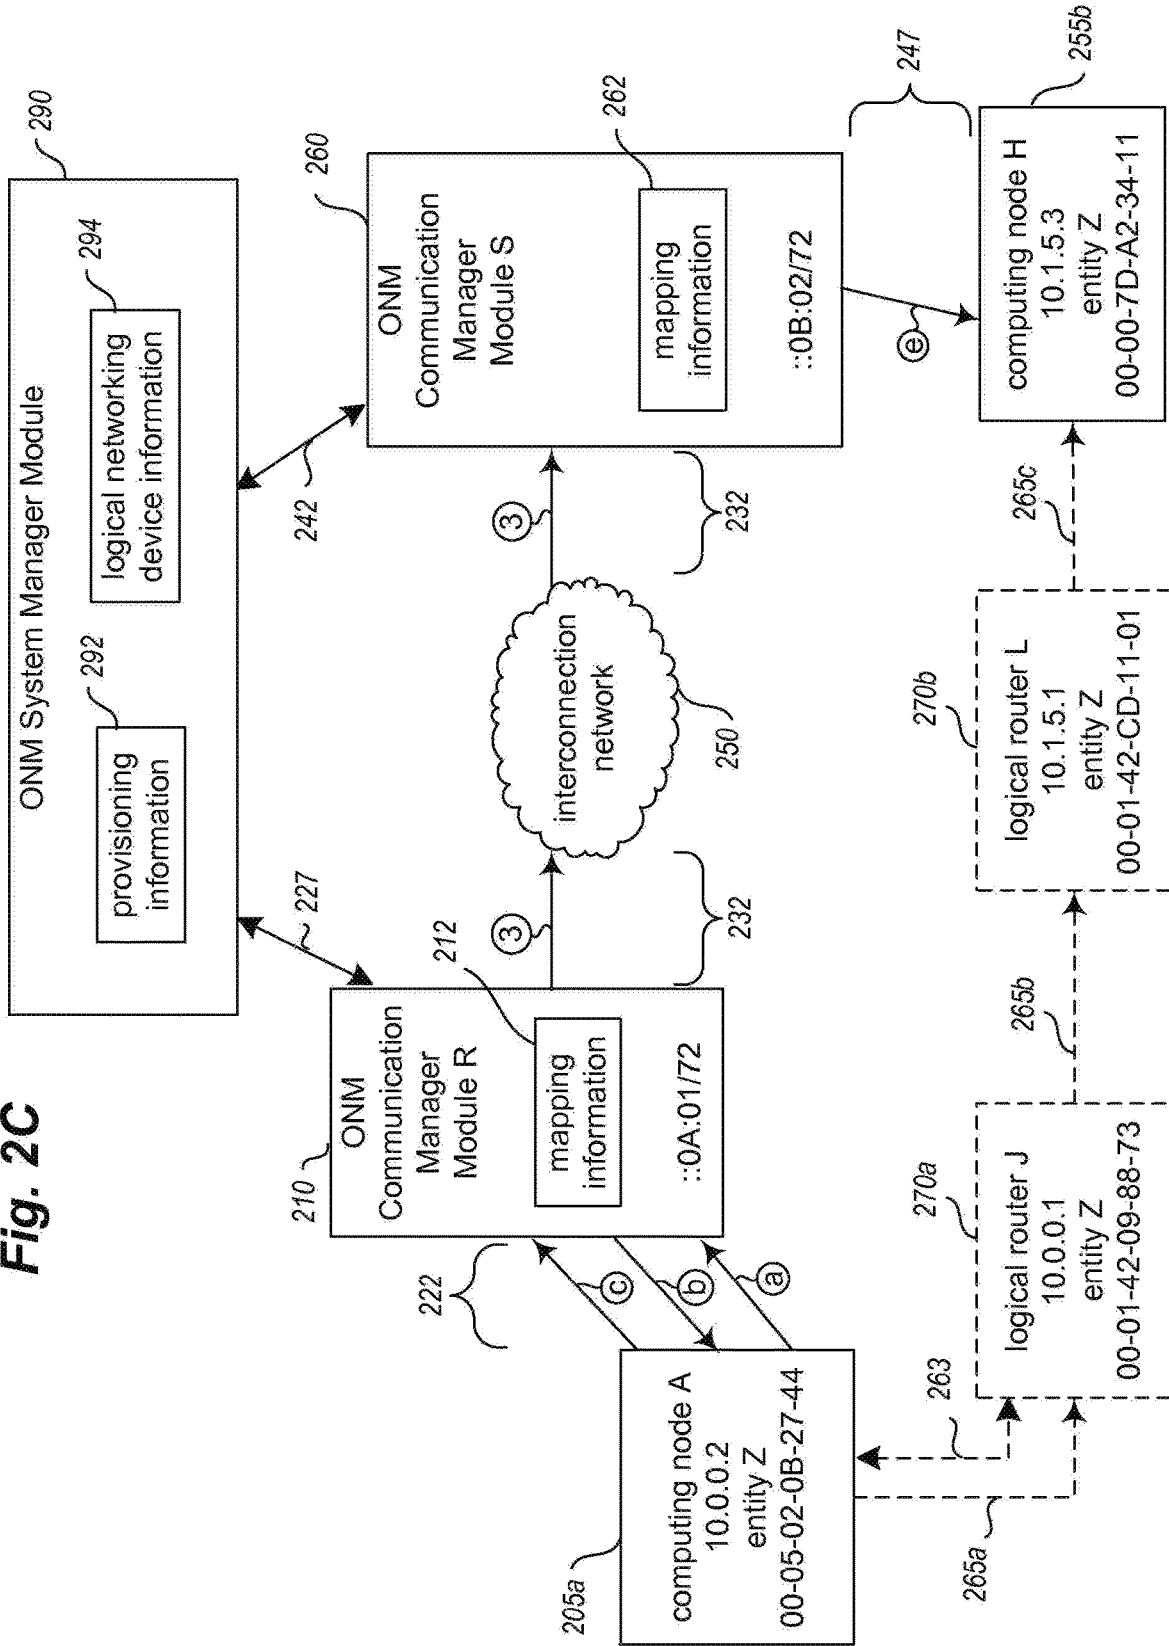 Fig. 2C
ONM System Manager Module
290
provisioning
information
292
logical networking
device information
294
227
242
210
ONM
Communication
Manager
Module R
mapping
information
212
::0A:01/72
260
ONM
Communication
Manager
Module S
mapping
information
262
::0B:02/72
3
232
interconnection
network
250
3
232
222
c
b
a
e
247
205a
computing node A
10.0.0.2
entity Z
00-05-02-0B-27-44
263
265a
270a
logical router J
10.0.0.1
entity Z
00-01-42-09-88-73
265b
270b
logical router L
10.1.5.1
entity Z
00-01-42-CD-11-01
265c
255b
computing node H
10.1.5.3
entity Z
00-00-7D-A2-34-11